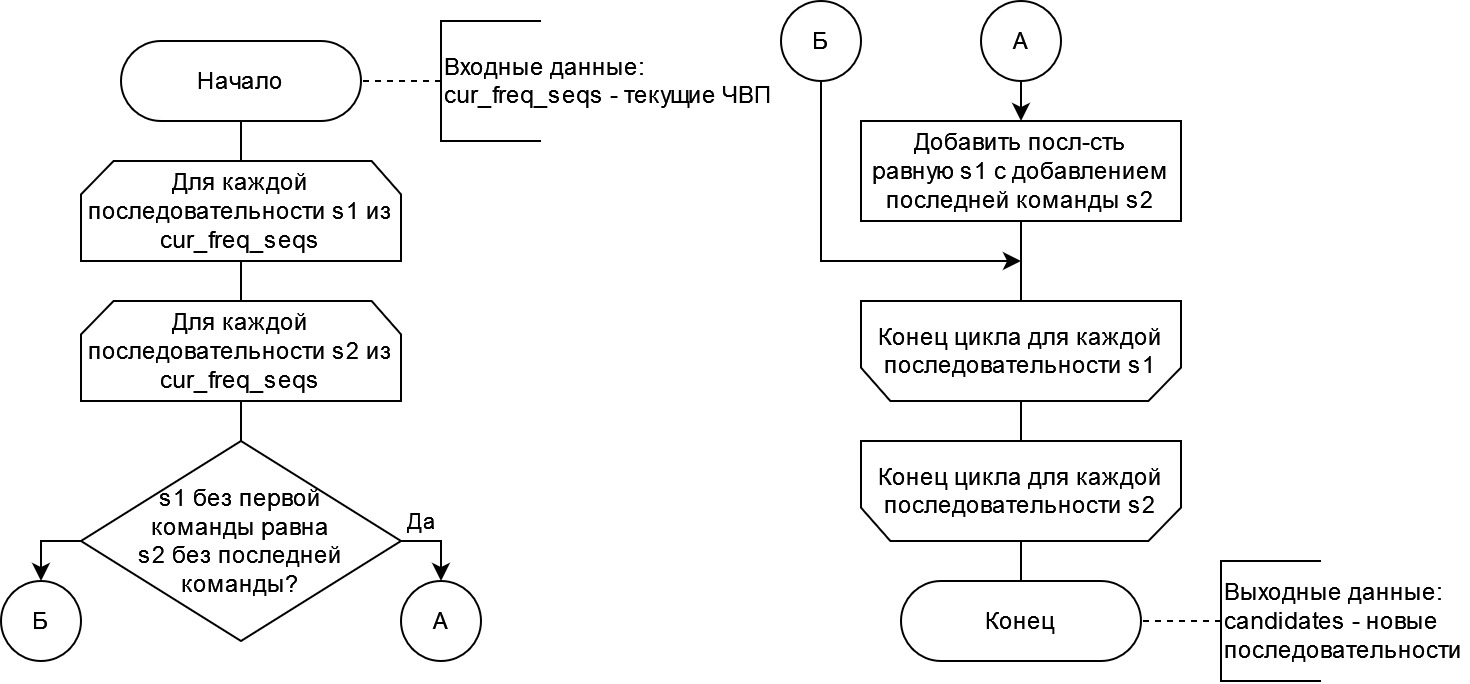 Начало
Входные данные:
cur_freq_seqs - текущие ЧВП
Для каждой
последовательности s1 из
cur_freq_seqs
Для каждой
последовательности s2 из
cur_freq_seqs
s1 без первой
команды равна
s2 без последней
команды?
Да
Б
А
Б
А
Добавить посл-сть
равную s1 с добавлением
последней команды s2
Конец цикла для каждой
последовательности s1
Конец цикла для каждой
последовательности s2
Конец
Выходные данные:
candidates - новые
последовательности